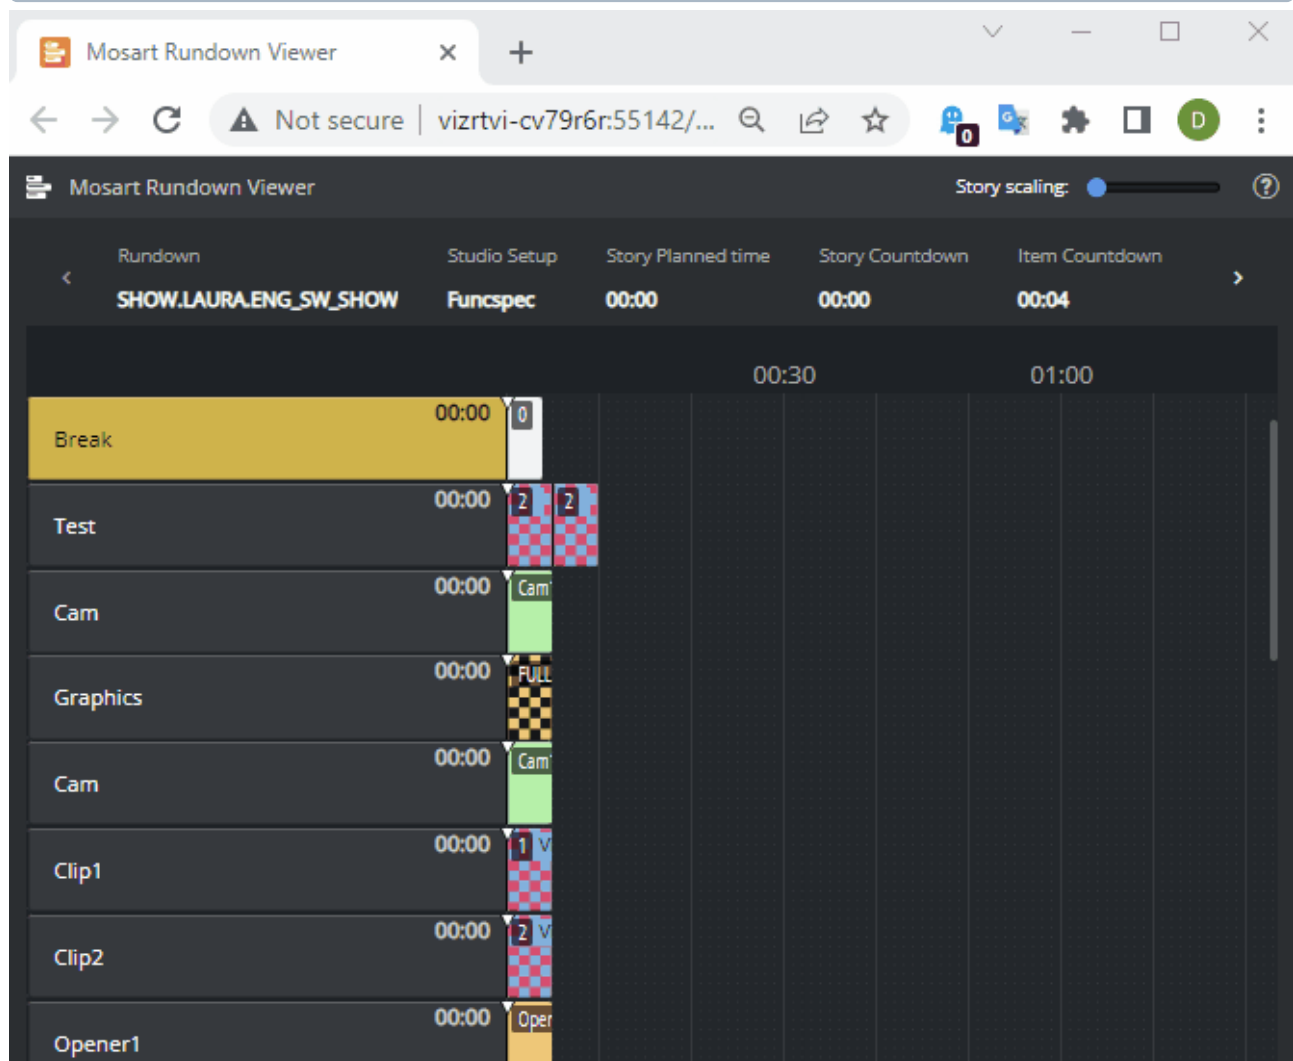 Mosart Rundown Viewer
Not secure | vizrtvi-cv79r6r:55142/...
0
D
Mosart Rundown Viewer
Story scaling:
?
Rundown
Studio Setup
Story Planned time
Story Countdown
Item Countdown
SHOW.LAURA.ENG_SW_SHOW
Funcspec
00:00
00:00
00:04
00:30
01:00
Break
00:00
0
Test
00:00
2
2
Cam
00:00
Cam
Graphics
00:00
FULL
Cam
00:00
Cam
Clip1
00:00
1 V
Clip2
00:00
2 V
Opener1
00:00
Oper